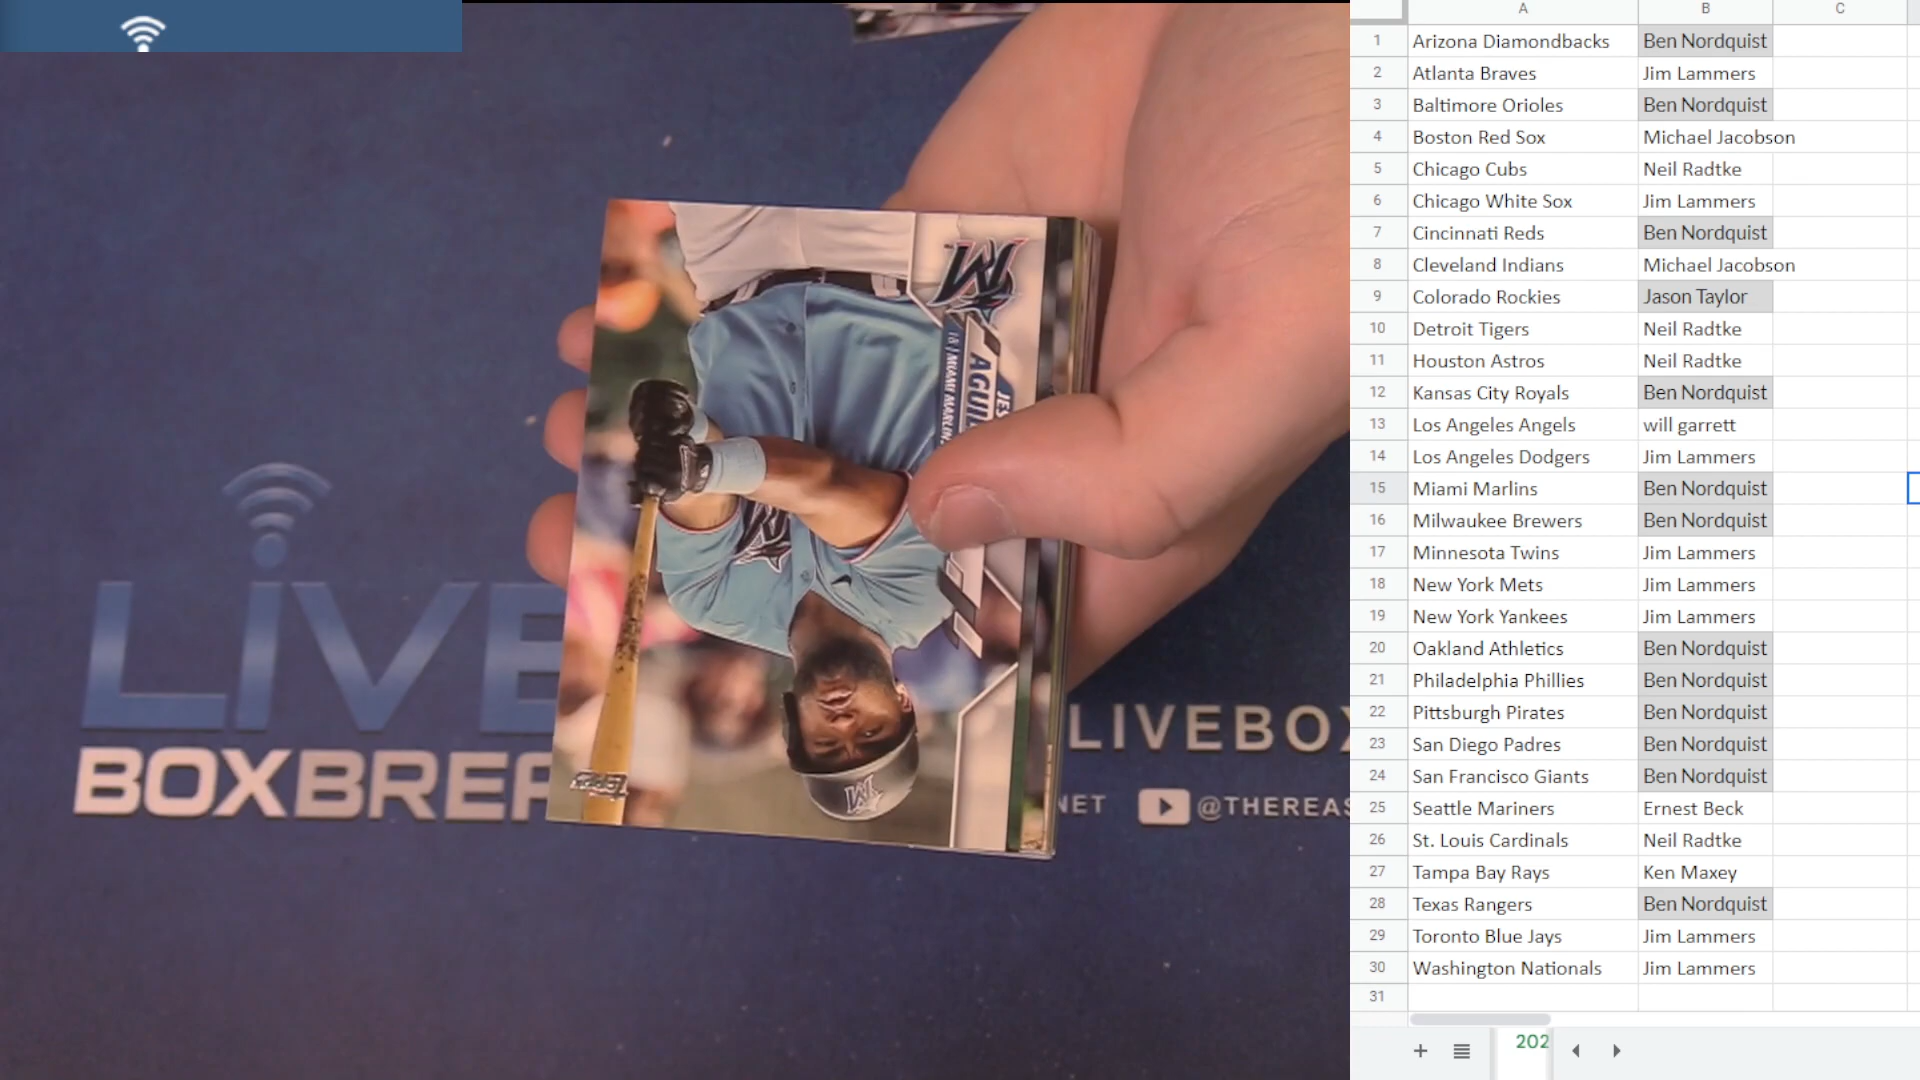 JES
AGUIL
18 | MIAMI MARLINS
LiVE
BOXBREA
LIVEBO
NET
@THEREAS
A B C
1 Arizona Diamondbacks Ben Nordquist
2 Atlanta Braves Jim Lammers
3 Baltimore Orioles Ben Nordquist
4 Boston Red Sox Michael Jacobson
5 Chicago Cubs Neil Radtke
6 Chicago White Sox Jim Lammers
7 Cincinnati Reds Ben Nordquist
8 Cleveland Indians Michael Jacobson
9 Colorado Rockies Jason Taylor
10 Detroit Tigers Neil Radtke
11 Houston Astros Neil Radtke
12 Kansas City Royals Ben Nordquist
13 Los Angeles Angels will garrett
14 Los Angeles Dodgers Jim Lammers
15 Miami Marlins Ben Nordquist
16 Milwaukee Brewers Ben Nordquist
17 Minnesota Twins Jim Lammers
18 New York Mets Jim Lammers
19 New York Yankees Jim Lammers
20 Oakland Athletics Ben Nordquist
21 Philadelphia Phillies Ben Nordquist
22 Pittsburgh Pirates Ben Nordquist
23 San Diego Padres Ben Nordquist
24 San Francisco Giants Ben Nordquist
25 Seattle Mariners Ernest Beck
26 St. Louis Cardinals Neil Radtke
27 Tampa Bay Rays Ken Maxey
28 Texas Rangers Ben Nordquist
29 Toronto Blue Jays Jim Lammers
30 Washington Nationals Jim Lammers
31
202